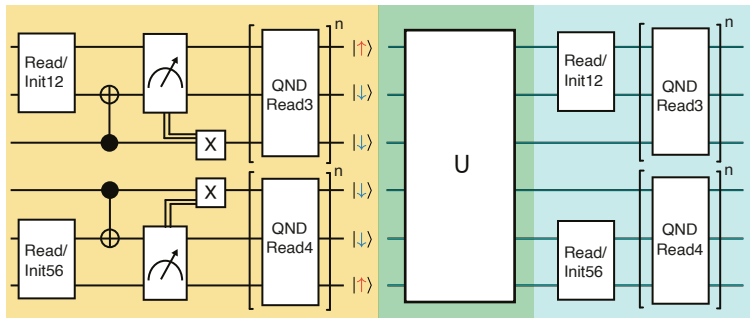 Read/
Init12
X
QND
Read3
n
|↑⟩
|↓⟩
|↓⟩
Read/
Init56
X
QND
Read4
n
|↓⟩
|↓⟩
|↑⟩
U
Read/
Init12
QND
Read3
n
Read/
Init56
QND
Read4
n